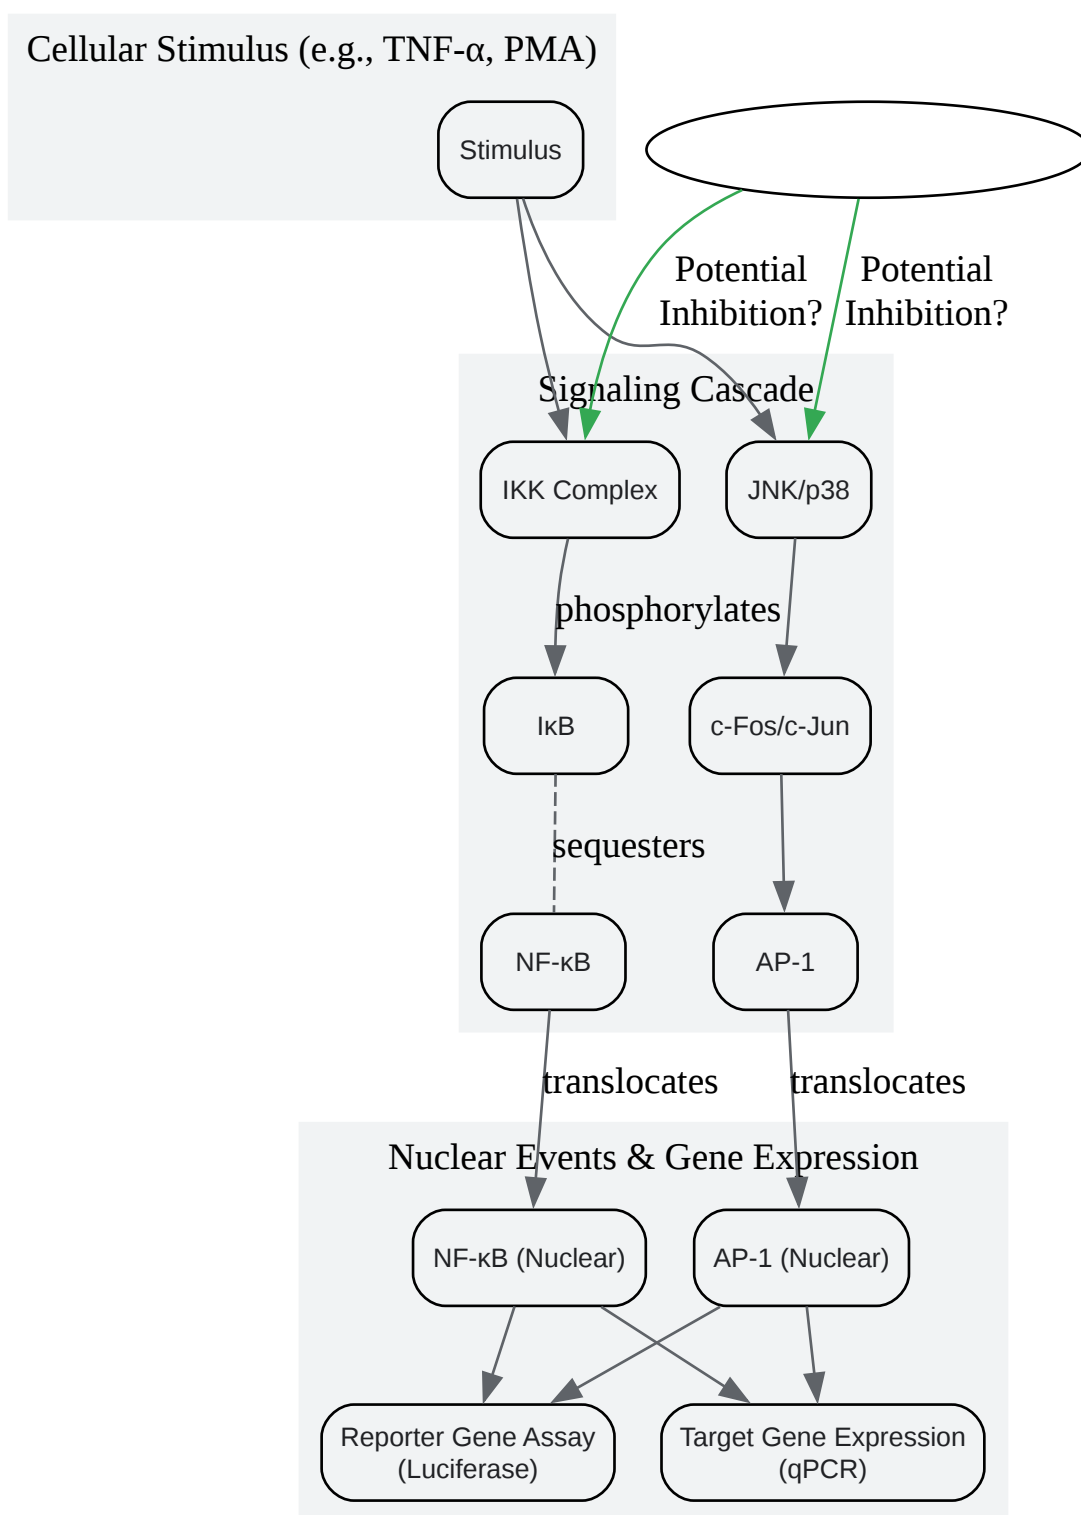 Cellular Stimulus (e.g., TNF-α, PMA)
Stimulus
Potential
Inhibition?
Potential
Inhibition?
Signaling Cascade
IKK Complex
JNK/p38
phosphorylates
IκB
c-Fos/c-Jun
sequesters
NF-κB
AP-1
translocates
translocates
Nuclear Events & Gene Expression
NF-κB (Nuclear)
AP-1 (Nuclear)
Reporter Gene Assay
(Luciferase)
Target Gene Expression
(qPCR)